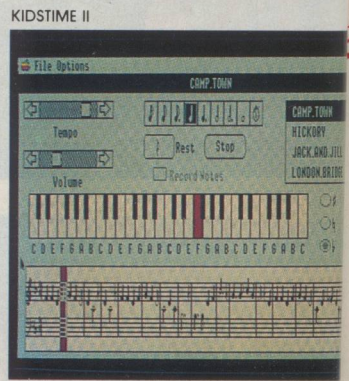 KIDSTIME II
File Options
CAMP.TOWN
Tempo
Volume
Rest
Stop
Record Notes
CAMP.TOWN
HICKORY
JACK.AND.JILL
LONDON.BRIDGE
C D E F G A B C D E F G A B C D E F G A B C D E F G A B C